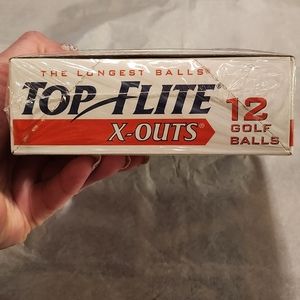 THE LONGEST BALLS®
TOP FLITE®
X-OUTS®
12
GOLF
BALLS